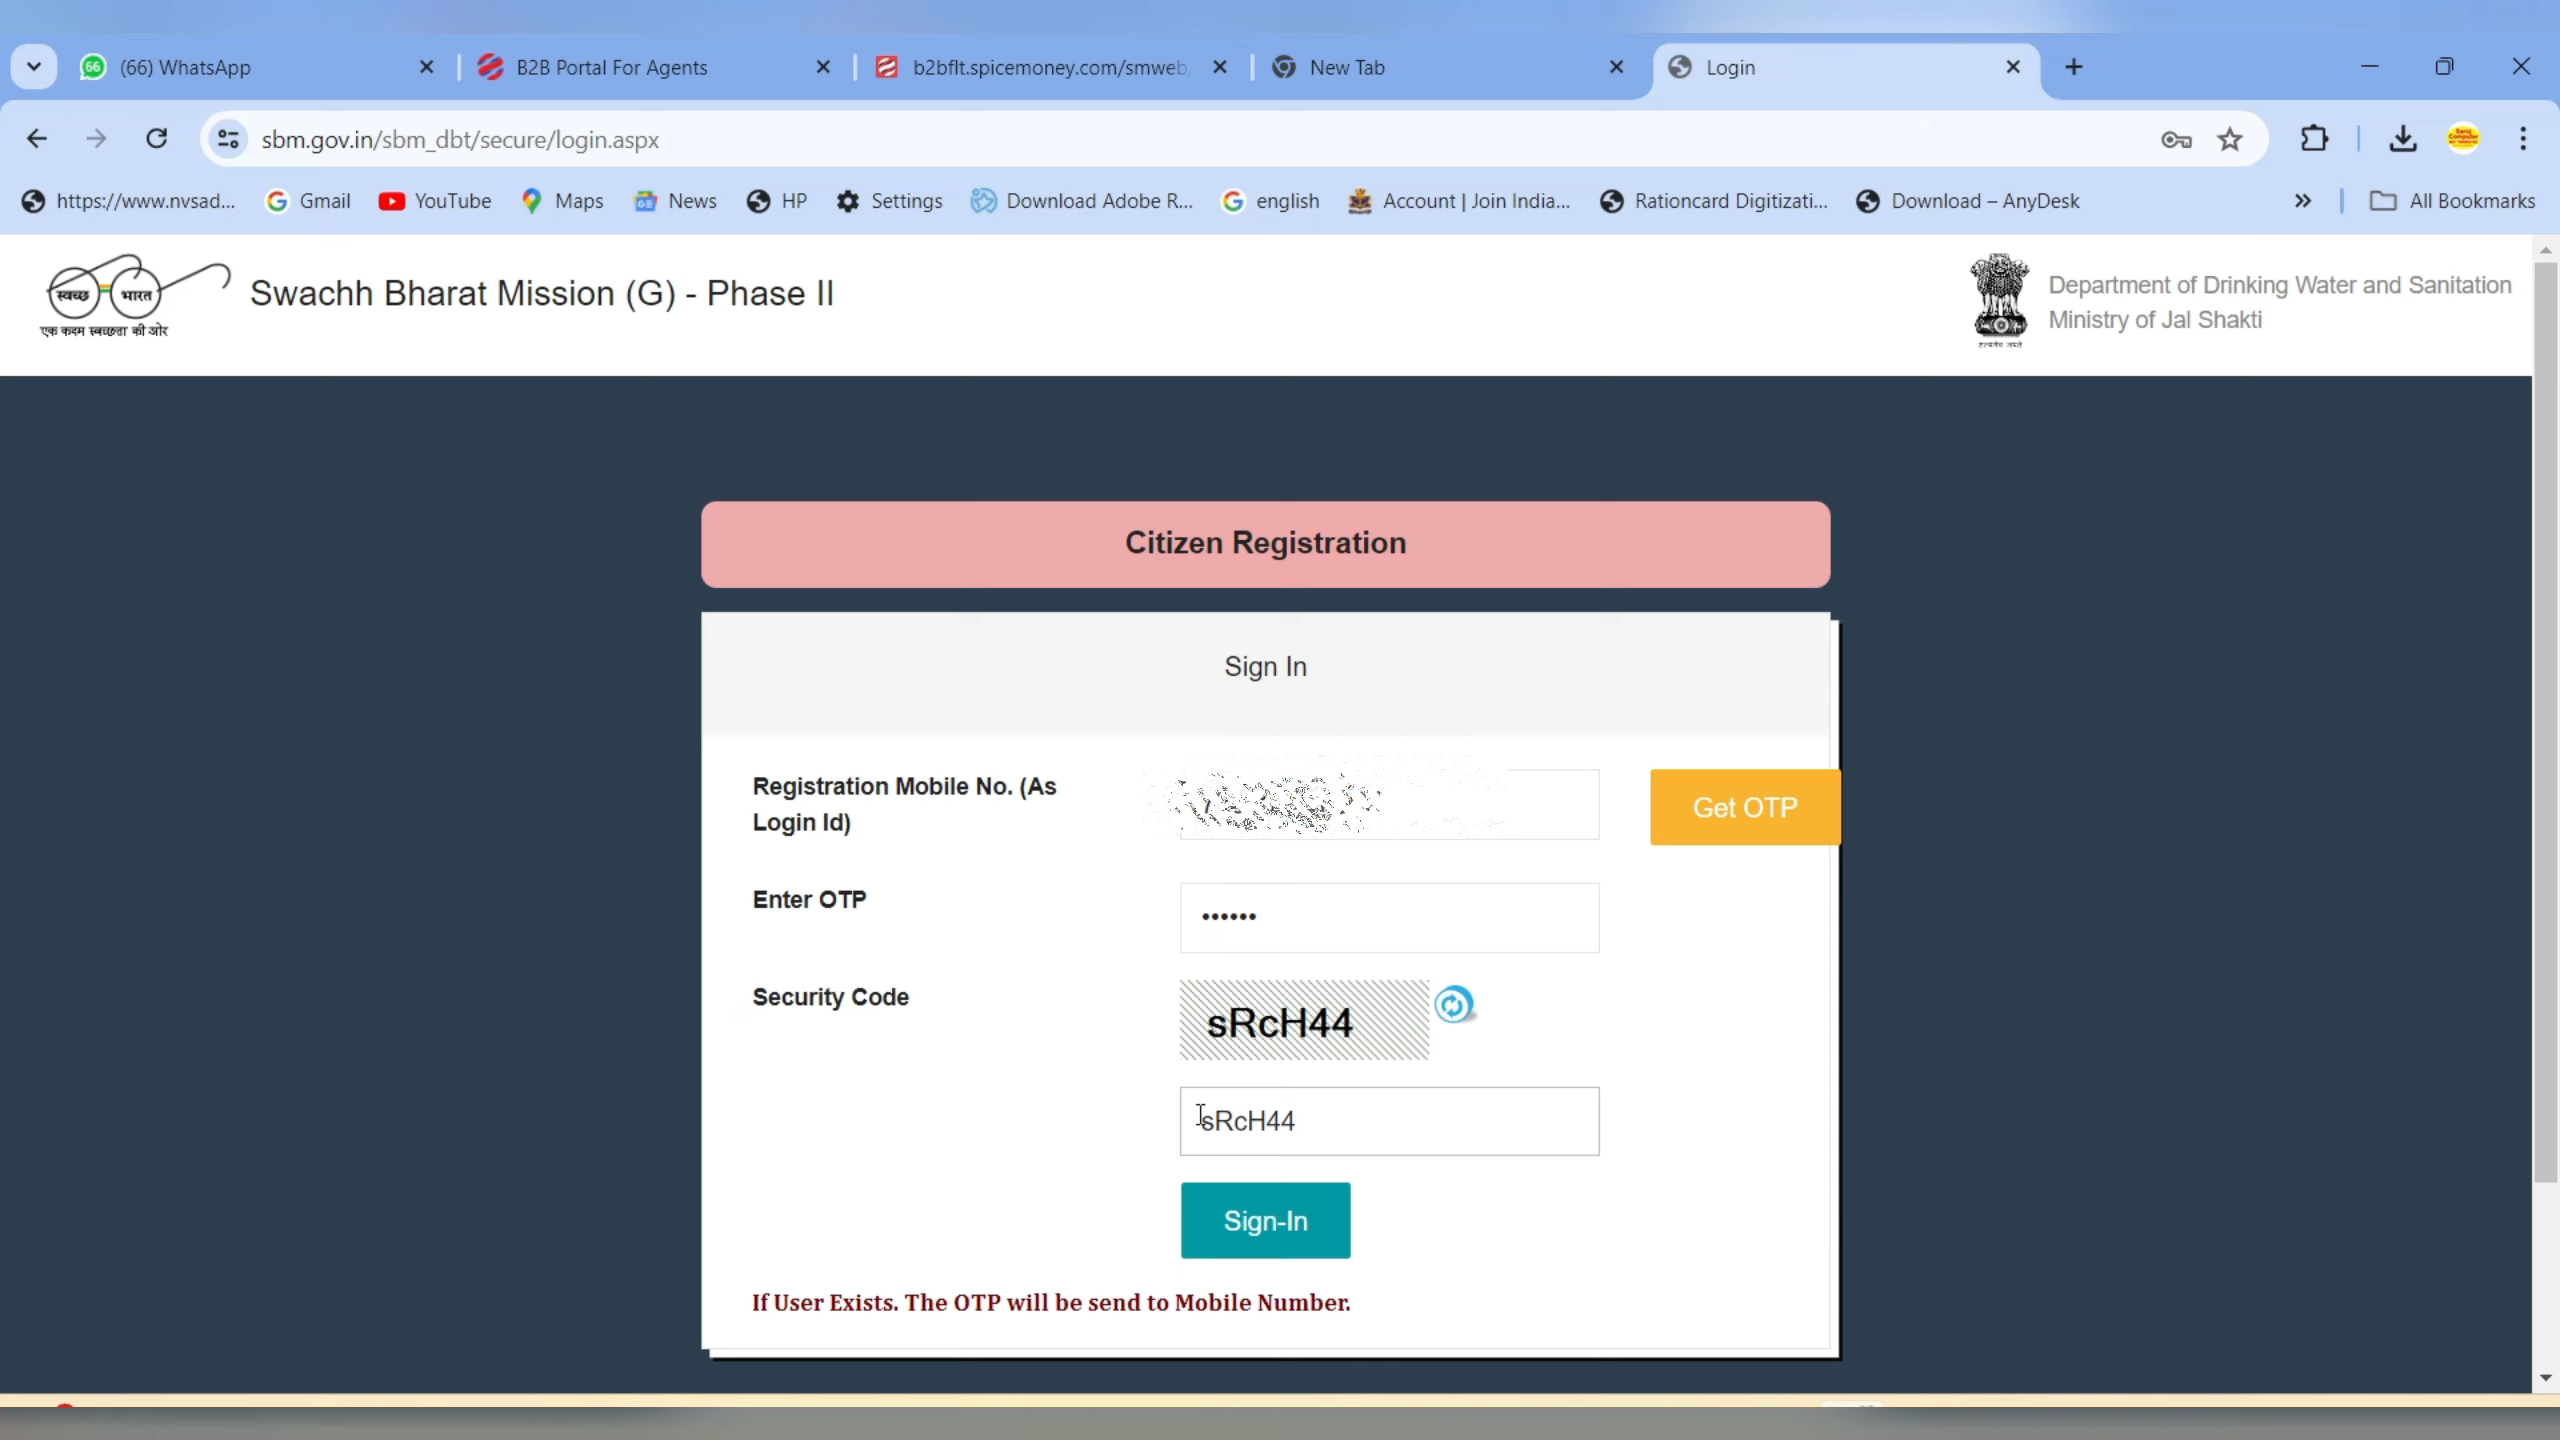 (66) WhatsApp
B2B Portal For Agents
b2bflt.spicemoney.com/smweb
New Tab
Login
sbm.gov.in/sbm_dbt/secure/login.aspx
https://www.nvsad...
Gmail
YouTube
Maps
News
HP
Settings
Download Adobe R...
english
Account | Join India...
Rationcard Digitizati...
Download – AnyDesk
All Bookmarks
स्वच्छ भारत
एक कदम स्वच्छता की ओर
Swachh Bharat Mission (G) - Phase II
सत्यमेव जयते
Department of Drinking Water and Sanitation
Ministry of Jal Shakti
Citizen Registration
Sign In
Registration Mobile No. (As
Login Id)
Get OTP
Enter OTP
••••••
Security Code
sRcH44
sRcH44
Sign-In
If User Exists. The OTP will be send to Mobile Number.